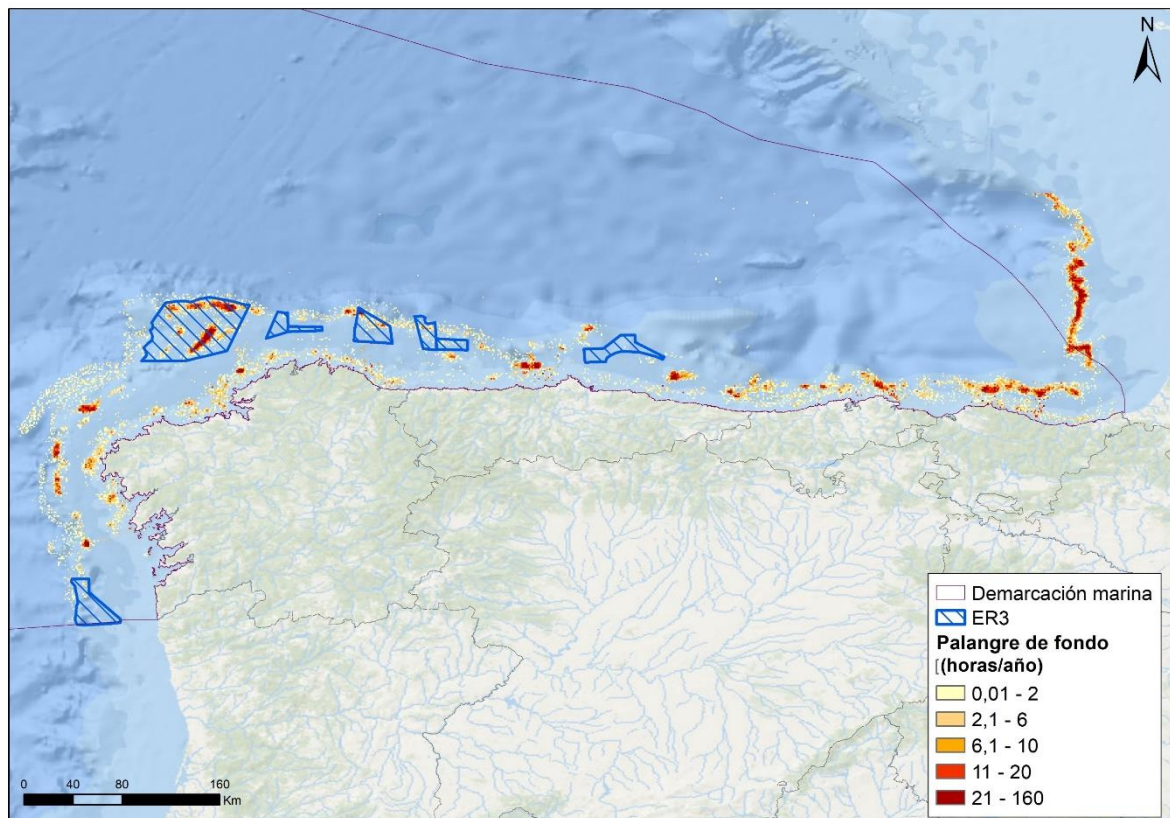 N
Demarcación marina
ER3
Palangre de fondo
(horas/año)
0,01 - 2
2,1 - 6
6,1 - 10
11 - 20
21 - 160
0 40 80 160
Km